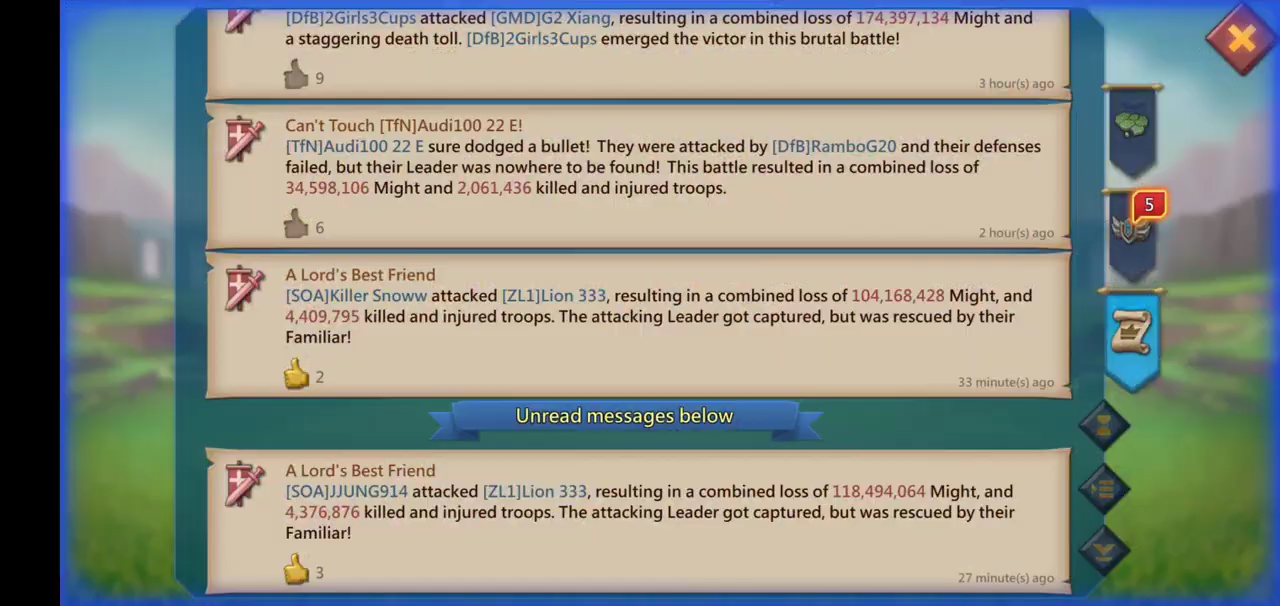 [DfB]2Girls3Cups attacked [GMD]G2 Xiang, resulting in a combined loss of 174,397,134 Might and
a staggering death toll. [DfB]2Girls3Cups emerged the victor in this brutal battle!
9
3 hour(s) ago
Can't Touch [TfN]Audi100 22 E!
[TfN]Audi100 22 E sure dodged a bullet! They were attacked by [DfB]RamboG20 and their defenses
failed, but their Leader was nowhere to be found! This battle resulted in a combined loss of
34,598,106 Might and 2,061,436 killed and injured troops.
6
2 hour(s) ago
5
A Lord's Best Friend
[SOA]Killer Snoww attacked [ZL1]Lion 333, resulting in a combined loss of 104,168,428 Might, and
4,409,795 killed and injured troops. The attacking Leader got captured, but was rescued by their
Familiar!
2
33 minute(s) ago
Unread messages below
A Lord's Best Friend
[SOA]JJUNG914 attacked [ZL1]Lion 333, resulting in a combined loss of 118,494,064 Might, and
4,376,876 killed and injured troops. The attacking Leader got captured, but was rescued by their
Familiar!
3
27 minute(s) ago